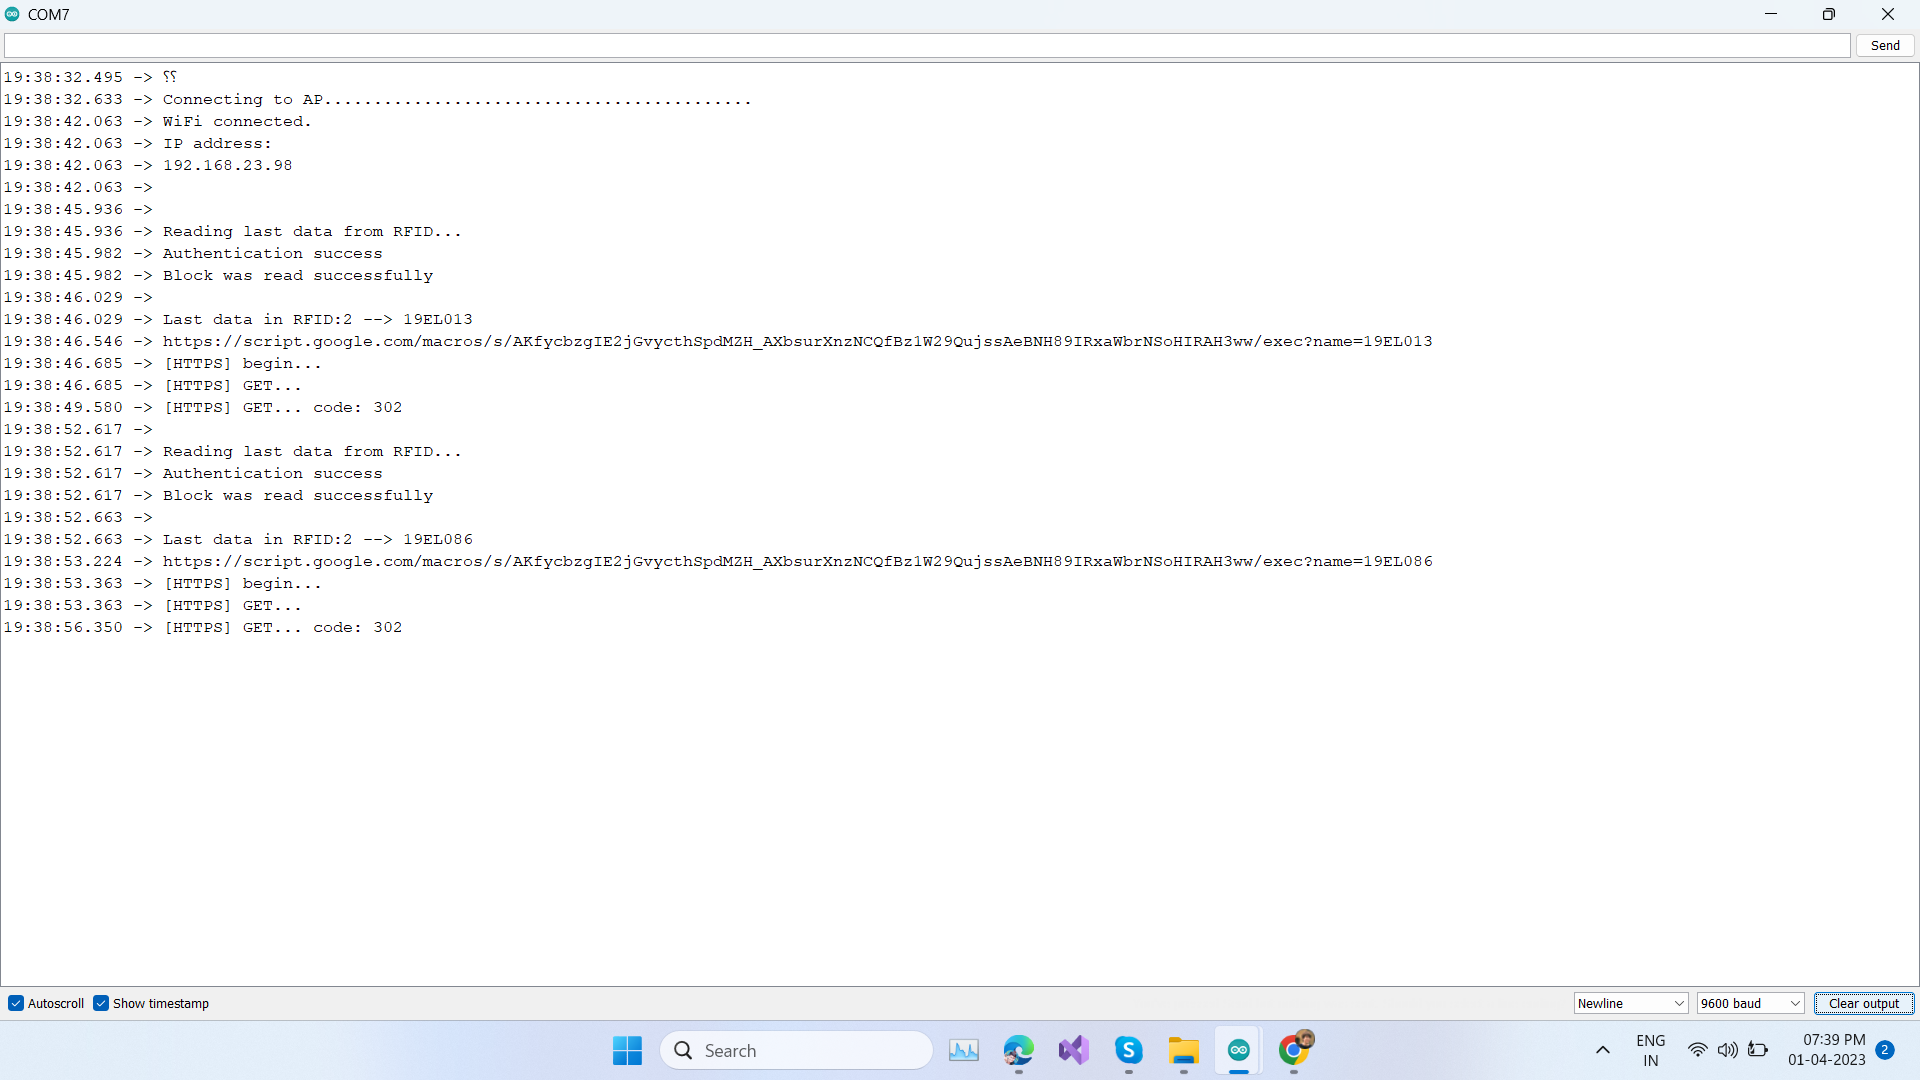 COM7
Send
19:38:32.495 -> ⸮⸮
19:38:32.633 -> Connecting to AP...........................................
19:38:42.063 -> WiFi connected.
19:38:42.063 -> IP address:
19:38:42.063 -> 192.168.23.98
19:38:42.063 ->
19:38:45.936 ->
19:38:45.936 -> Reading last data from RFID...
19:38:45.982 -> Authentication success
19:38:45.982 -> Block was read successfully
19:38:46.029 ->
19:38:46.029 -> Last data in RFID:2 --> 19EL013
19:38:46.546 -> https://script.google.com/macros/s/AKfycbzgIE2jGvycthSpdMZH_AXbsurXnzNCQfBz1W29QujssAeBNH89IRxaWbrNSoHIRAH3ww/exec?name=19EL013
19:38:46.685 -> [HTTPS] begin...
19:38:46.685 -> [HTTPS] GET...
19:38:49.580 -> [HTTPS] GET... code: 302
19:38:52.617 ->
19:38:52.617 -> Reading last data from RFID...
19:38:52.617 -> Authentication success
19:38:52.617 -> Block was read successfully
19:38:52.663 ->
19:38:52.663 -> Last data in RFID:2 --> 19EL086
19:38:53.224 -> https://script.google.com/macros/s/AKfycbzgIE2jGvycthSpdMZH_AXbsurXnzNCQfBz1W29QujssAeBNH89IRxaWbrNSoHIRAH3ww/exec?name=19EL086
19:38:53.363 -> [HTTPS] begin...
19:38:53.363 -> [HTTPS] GET...
19:38:56.350 -> [HTTPS] GET... code: 302
Autoscroll Show timestamp Newline 9600 baud Clear output
Search
ENG
IN
07:39 PM
01-04-2023
2